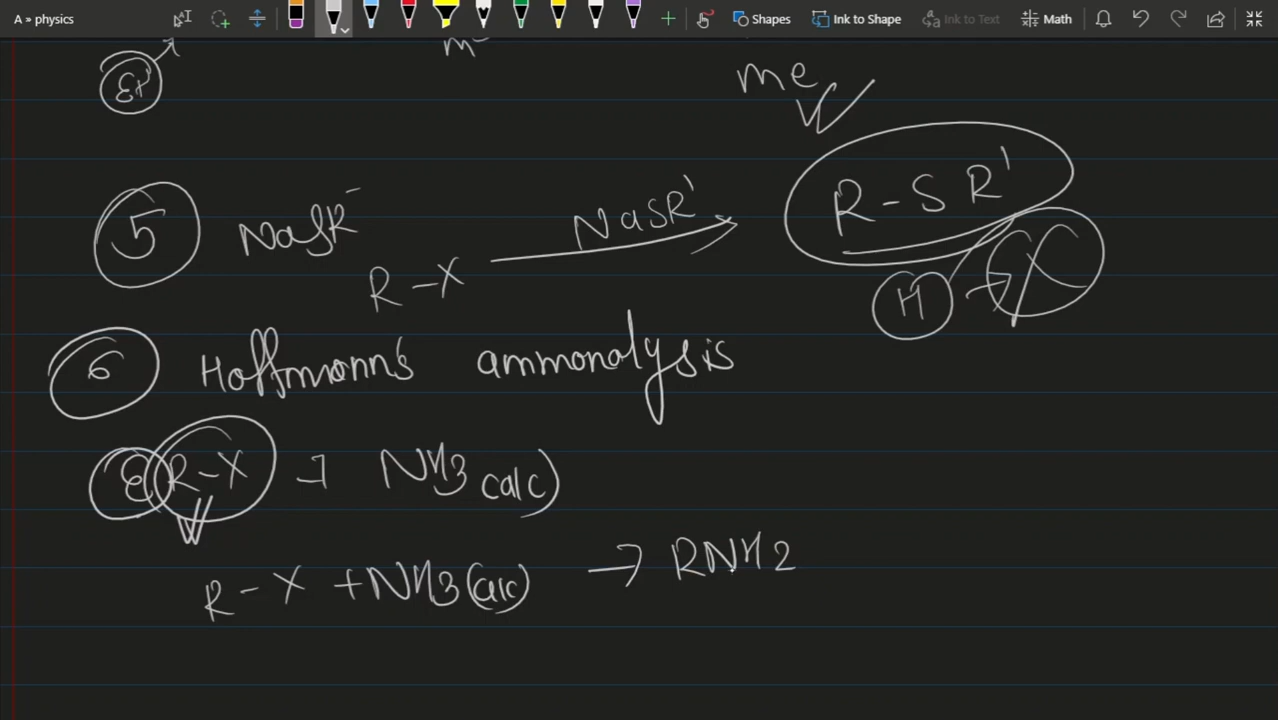 A » physics
Shapes
Ink to Shape
Ink to Text
Math
Et
me
5 NaSR
R-X NaSR' R-SR'
H → X
6 Hoffmann's ammonolysis
R-X → NH3 (alc)
R-X + NH3 (alc) → RNH2